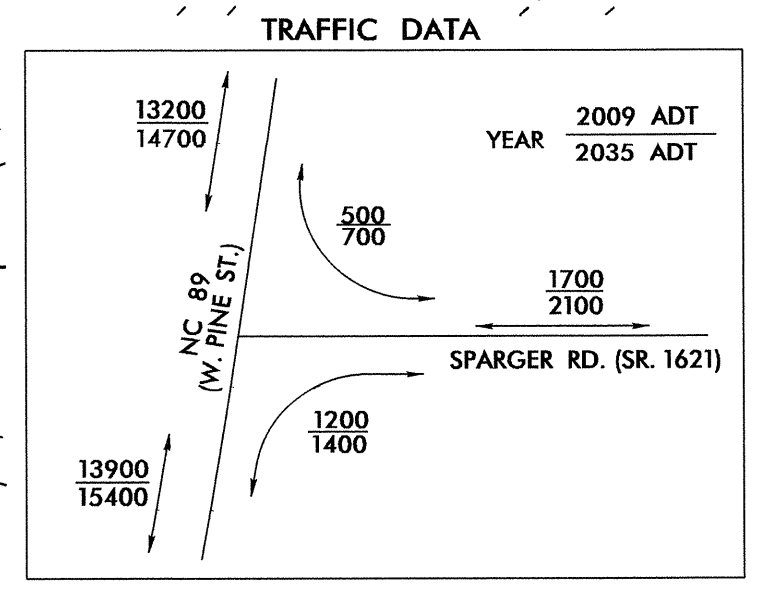 TRAFFIC DATA
13200
14700
YEAR
2009 ADT
2035 ADT
500
700
1700
2100
NC 89
(W. PINE ST.)
SPARGER RD. (SR. 1621)
1200
1400
13900
15400